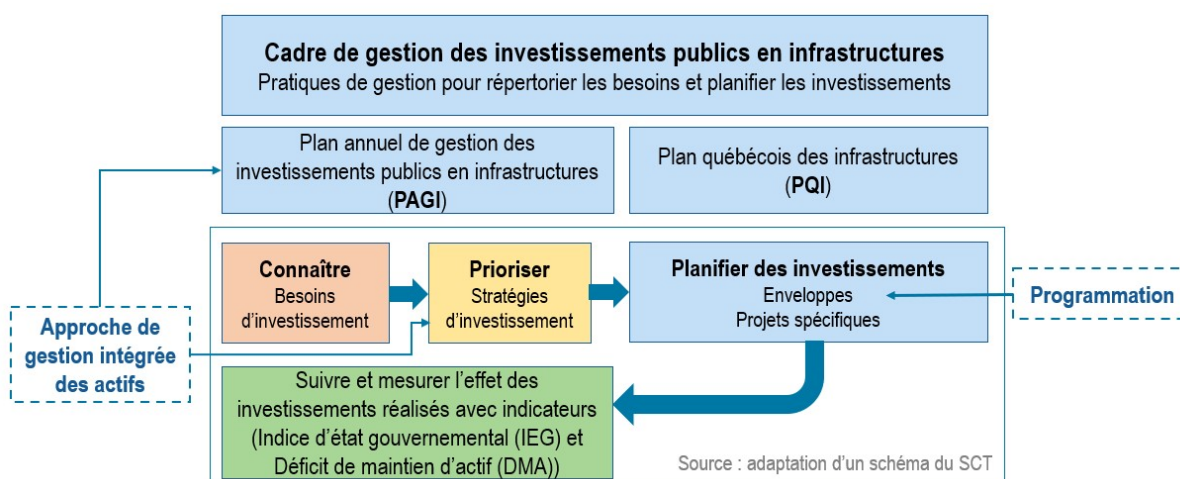 Cadre de gestion des investissements publics en infrastructures
Pratiques de gestion pour répertorier les besoins et planifier les investissements
Plan annuel de gestion des
investissements publics en infrastructures
(PAGI)
Plan québécois des infrastructures
(PQI)
Connaître
Besoins
d’investissement
Prioriser
Stratégies
d’investissement
Planifier des investissements
Enveloppes
Projets spécifiques
Programmation
Approche de
gestion intégrée
des actifs
Suivre et mesurer l’effet des
investissements réalisés avec indicateurs
(Indice d’état gouvernemental (IEG) et
Déficit de maintien d’actif (DMA))
Source : adaptation d’un schéma du SCT